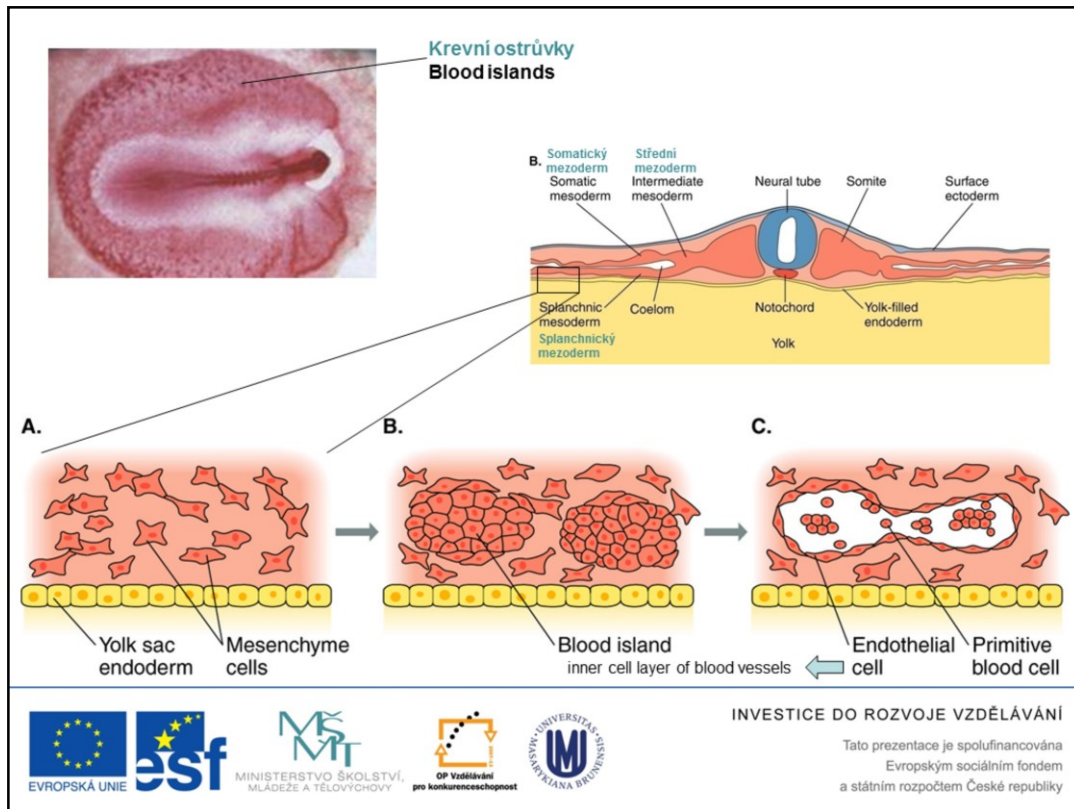 Krevní ostrůvky
Blood islands
B.
Somatický
mezoderm
Somatic
mesoderm
Střední
mezoderm
Intermediate
mesoderm
Neural tube
Somite
Surface
ectoderm
Splanchnic
mesoderm
Splanchnický
mezoderm
Coelom
Notochord
Yolk-filled
endoderm
Yolk
A.
B.
C.
Yolk sac
endoderm
Mesenchyme
cells
Blood island
inner cell layer of blood vessels
Endothelial
cell
Primitive
blood cell
EVROPSKÁ UNIE
esf
MŠMT
MINISTERSTVO ŠKOLSTVÍ,
MLÁDEŽE A TĚLOVÝCHOVY
OP Vzdělávání
pro konkurenceschopnost
UNIVERSITAS
MASARYKIANA BRUNENSIS
MU
INVESTICE DO ROZVOJE VZDĚLÁVÁNÍ
Tato prezentace je spolufinancována
Evropským sociálním fondem
a státním rozpočtem České republiky